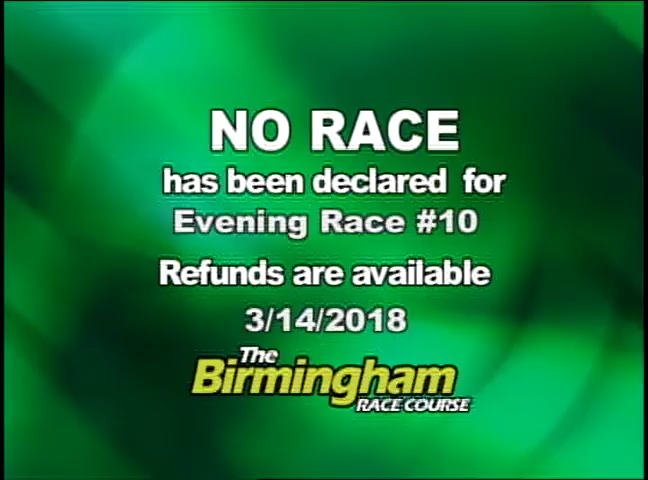 NO RACE
has been declared for
Evening Race #10
Refunds are available
3/14/2018
The
Birmingham
RACE COURSE